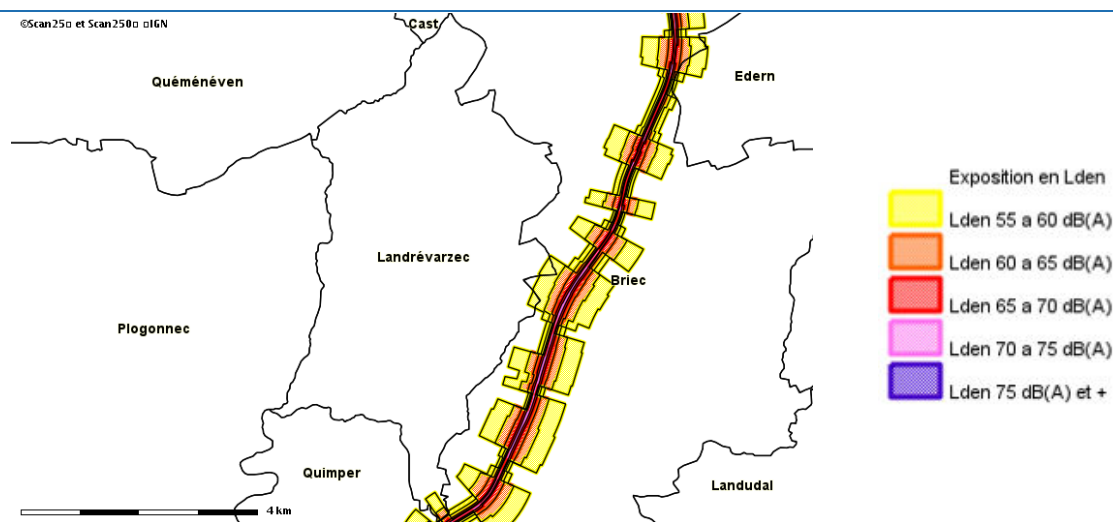 ©Scan25□ et Scan250□ □IGN
Cast
Quéménéven
Edern
Landrévarzec
Briec
Plogonnec
Quimper
Landudal
4 km
Exposition en Lden
Lden 55 a 60 dB(A)
Lden 60 a 65 dB(A)
Lden 65 a 70 dB(A)
Lden 70 a 75 dB(A)
Lden 75 dB(A) et +